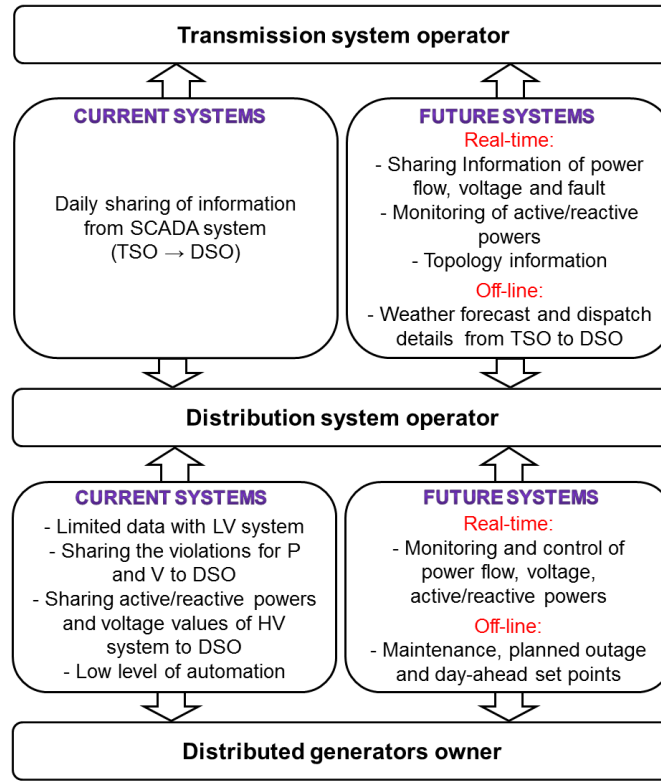 Transmission system operator
CURRENT SYSTEMS
Daily sharing of information
from SCADA system
(TSO → DSO)
FUTURE SYSTEMS
Real-time:
- Sharing Information of power
flow, voltage and fault
- Monitoring of active/reactive
powers
- Topology information
Off-line:
- Weather forecast and dispatch
details from TSO to DSO
Distribution system operator
CURRENT SYSTEMS
- Limited data with LV system
- Sharing the violations for P
and V to DSO
- Sharing active/reactive powers
and voltage values of HV
system to DSO
- Low level of automation
FUTURE SYSTEMS
Real-time:
- Monitoring and control of
power flow, voltage,
active/reactive powers
Off-line:
- Maintenance, planned outage
and day-ahead set points
Distributed generators owner